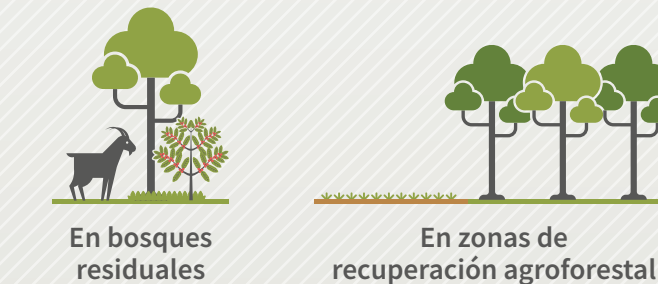 En bosques
residuales
En zonas de
recuperación agroforestal